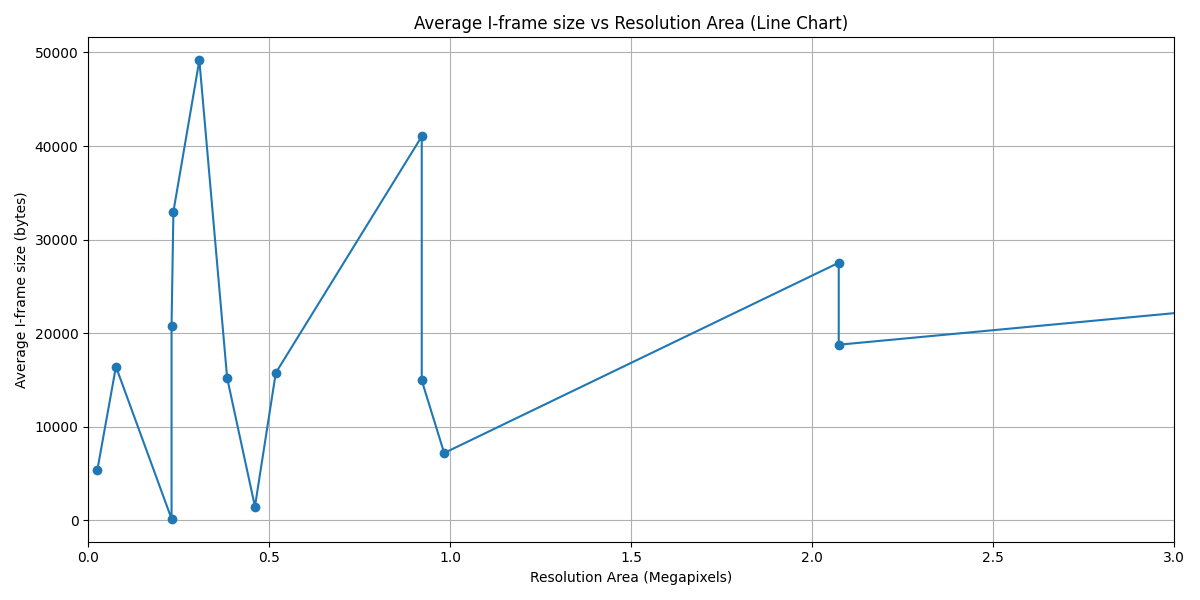 Average I-frame size vs Resolution Area (Line Chart)
Average I-frame size (bytes)
50000
40000
30000
20000
10000
0
0.0 0.5 1.0 1.5 2.0 2.5 3.0
Resolution Area (Megapixels)